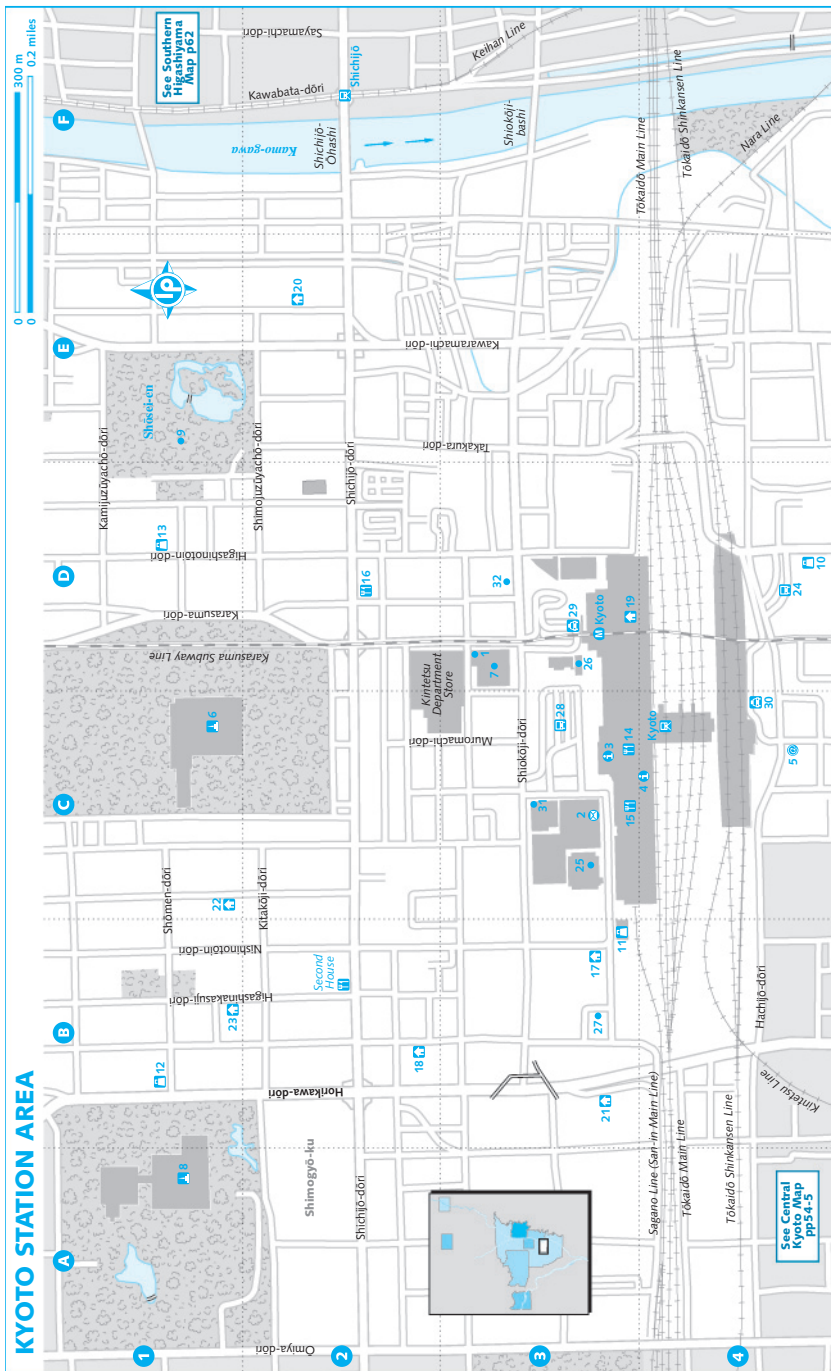 KYOTO STATION AREA
0 300 m
0 0.2 miles
See Southern
Higashiyama
Map p62
Sayamachi-dōri
Keihan Line
Kawabata-dōri
Shichijō
F
Kamo-gawa
Shichijō-
Ōhashi
Shiokōji-
bashi
Tōkaidō Main Line
Tōkaidō Shinkansen Line
Nara Line
lp
20
E
Kawaramachi-dōri
Shōsei-en
9
Kamijuzūyachō-dōri
Shimojuzūyachō-dōri
Takakura-dōri
Shichijō-dōri
13
Higashinotōin-dōri
D
16
32
Karasuma-dōri
29
M Kyoto
19
24
10
Karasuma Subway Line
1
7
26
Kintetsu
Department
Store
6
28
30
Muromachi-dōri
Shiokōji-dōri
3
14
Kyoto
4
5
C
31
2
15
25
Shōmen-dōri
22
Kitakōji-dōri
Nishinotōin-dōri
11
17
Second
House
Higashinakasuji-dōri
23
B
27
Hachijō-dōri
18
12
Horikawa-dōri
21
Kintetsu Line
Sagano Line (San-in Main Line)
Tōkaidō Main Line
Tōkaidō Shinkansen Line
8
Shimogyō-ku
Shichijō-dōri
See Central
Kyoto Map
pp54-5
A
Ōmiya-dōri
1
2
3
4